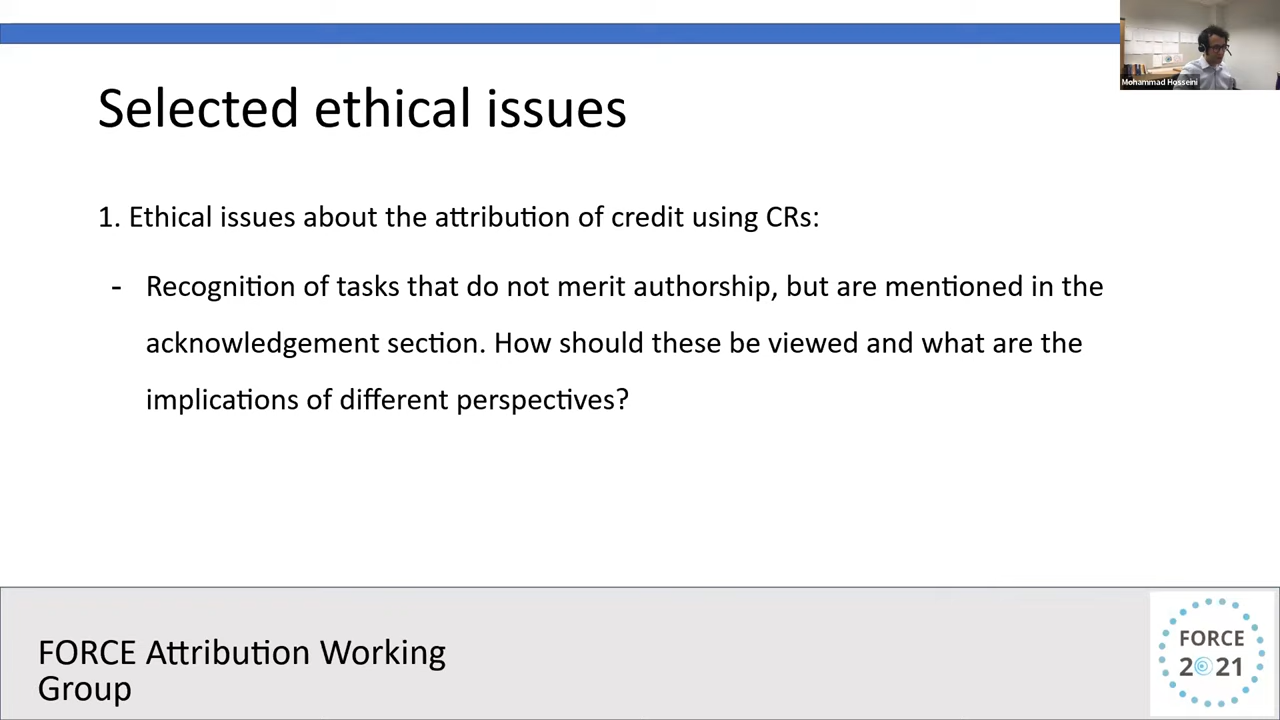 Mohammad Hosseini
Selected ethical issues
1. Ethical issues about the attribution of credit using CRs:
- Recognition of tasks that do not merit authorship, but are mentioned in the
acknowledgement section. How should these be viewed and what are the
implications of different perspectives?
FORCE Attribution Working
Group
FORCE
2021